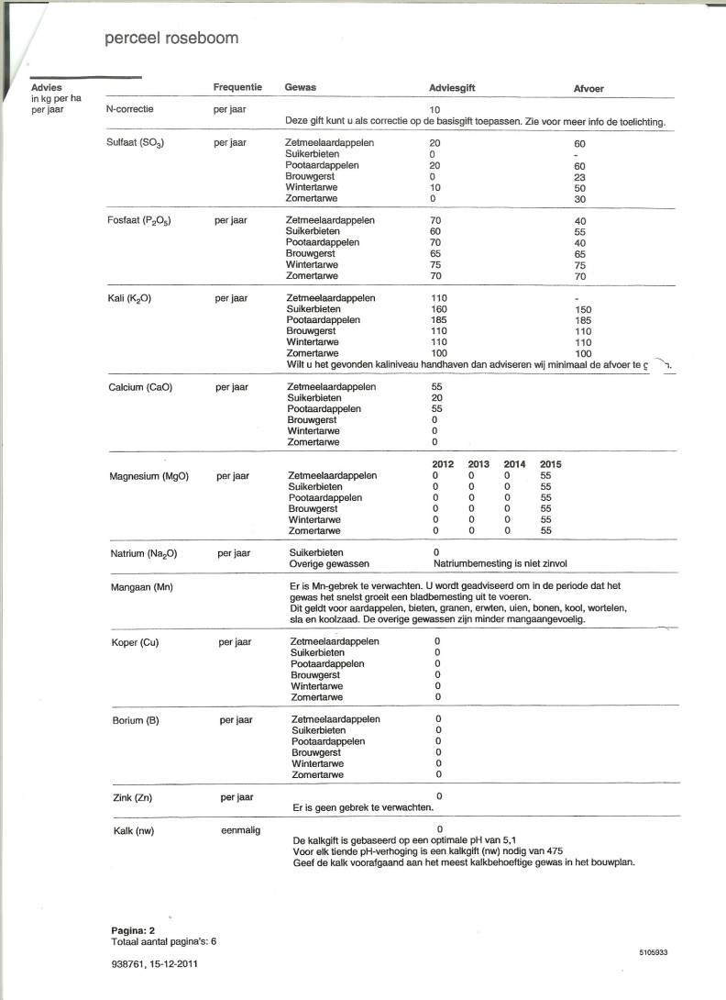 perceel roseboom
Advies Frequentie Gewas Adviesgift Afvoer
in kg per ha
per jaar
N-correctie per jaar 10
Deze gift kunt u als correctie op de basisgift toepassen. Zie voor meer info de toelichting.
Sulfaat (SO3) per jaar Zetmeelaardappelen 20 60
Suikerbieten 0 -
Pootaardappelen 20 60
Brouwgerst 0 23
Wintertarwe 10 50
Zomertarwe 0 30
Fosfaat (P2O5) per jaar Zetmeelaardappelen 70 40
Suikerbieten 60 55
Pootaardappelen 70 40
Brouwgerst 65 65
Wintertarwe 75 75
Zomertarwe 70 70
Kali (K2O) per jaar Zetmeelaardappelen 110 -
Suikerbieten 160 150
Pootaardappelen 185 185
Brouwgerst 110 110
Wintertarwe 110 110
Zomertarwe 100 100
Wilt u het gevonden kaliniveau handhaven dan adviseren wij minimaal de afvoer te
Calcium (CaO) per jaar Zetmeelaardappelen 55
Suikerbieten 20
Pootaardappelen 55
Brouwgerst 0
Wintertarwe 0
Zomertarwe 0
2012 2013 2014 2015
Magnesium (MgO) per jaar Zetmeelaardappelen 0 0 0 55
Suikerbieten 0 0 0 55
Pootaardappelen 0 0 0 55
Brouwgerst 0 0 0 55
Wintertarwe 0 0 0 55
Zomertarwe 0 0 0 55
Natrium (Na2O) per jaar Suikerbieten 0
Overige gewassen Natriumbemesting is niet zinvol
Mangaan (Mn) Er is Mn-gebrek te verwachten. U wordt geadviseerd om in de periode dat het
gewas het snelst groeit een bladbemesting uit te voeren.
Dit geldt voor aardappelen, bieten, granen, erwten, uien, bonen, kool, wortelen,
sla en koolzaad. De overige gewassen zijn minder mangaangevoelig.
Koper (Cu) per jaar Zetmeelaardappelen 0
Suikerbieten 0
Pootaardappelen 0
Brouwgerst 0
Wintertarwe 0
Zomertarwe 0
Borium (B) per jaar Zetmeelaardappelen 0
Suikerbieten 0
Pootaardappelen 0
Brouwgerst 0
Wintertarwe 0
Zomertarwe 0
Zink (Zn) per jaar 0
Er is geen gebrek te verwachten.
Kalk (nw) eenmalig 0
De kalkgift is gebaseerd op een optimale pH van 5,1
Voor elk tiende pH-verhoging is een kalkgift (nw) nodig van 475
Geef de kalk voorafgaand aan het meest kalkbehoeftige gewas in het bouwplan.
Pagina: 2
Totaal aantal pagina's: 6
5105933
938761, 15-12-2011